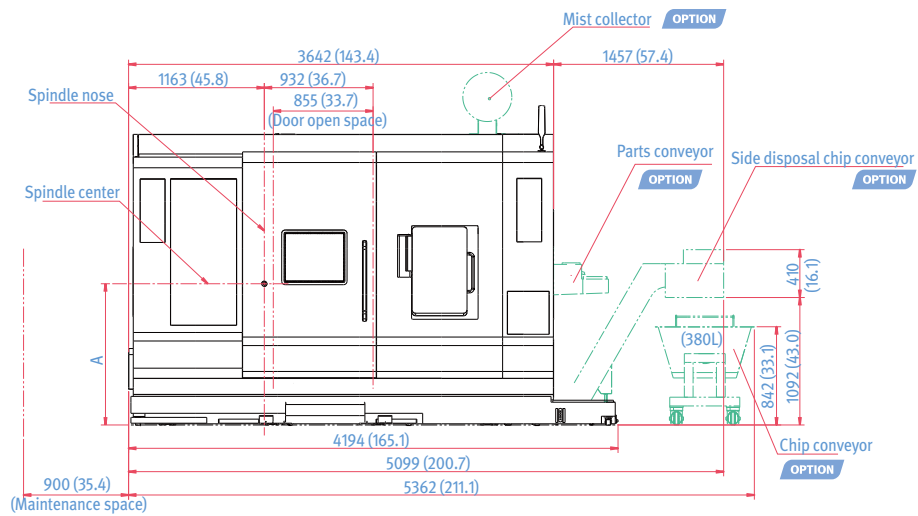 Mist collector OPTION
3642 (143.4)
1457 (57.4)
1163 (45.8)
932 (36.7)
855 (33.7)
(Door open space)
Spindle nose
Parts conveyor
OPTION
Side disposal chip conveyor
OPTION
Spindle center
410
(16.1)
A
(380L)
842 (33.1)
1092 (43.0)
4194 (165.1)
Chip conveyor
OPTION
5099 (200.7)
900 (35.4)
(Maintenance space)
5362 (211.1)